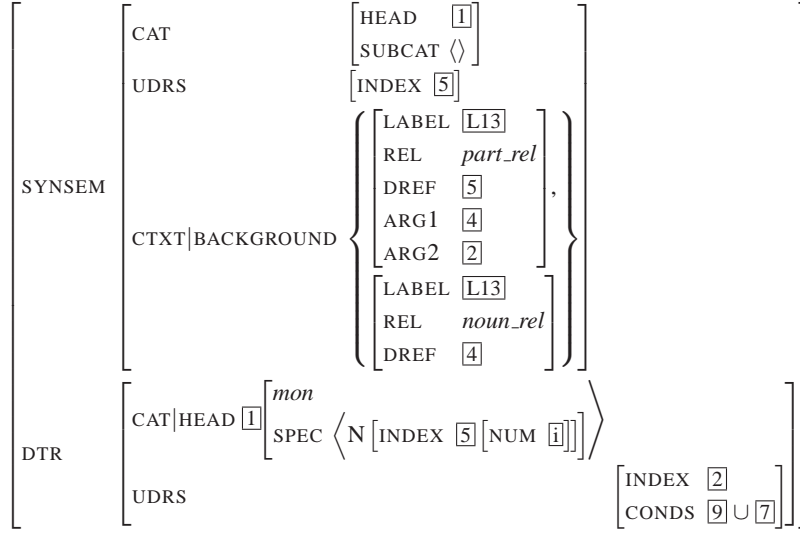 CAT HEAD 1
SUBCAT ⟨⟩
UDRS [INDEX 5]
LABEL L13
REL part_rel
SYNSEM DREF 5 ,
CTXT|BACKGROUND ARG1 4
ARG2 2
LABEL L13
REL noun_rel
DREF 4
mon
CAT|HEAD 1 SPEC ⟨N [INDEX 5 [NUM i]]⟩
DTR
UDRS INDEX 2
CONDS 9 ∪ 7